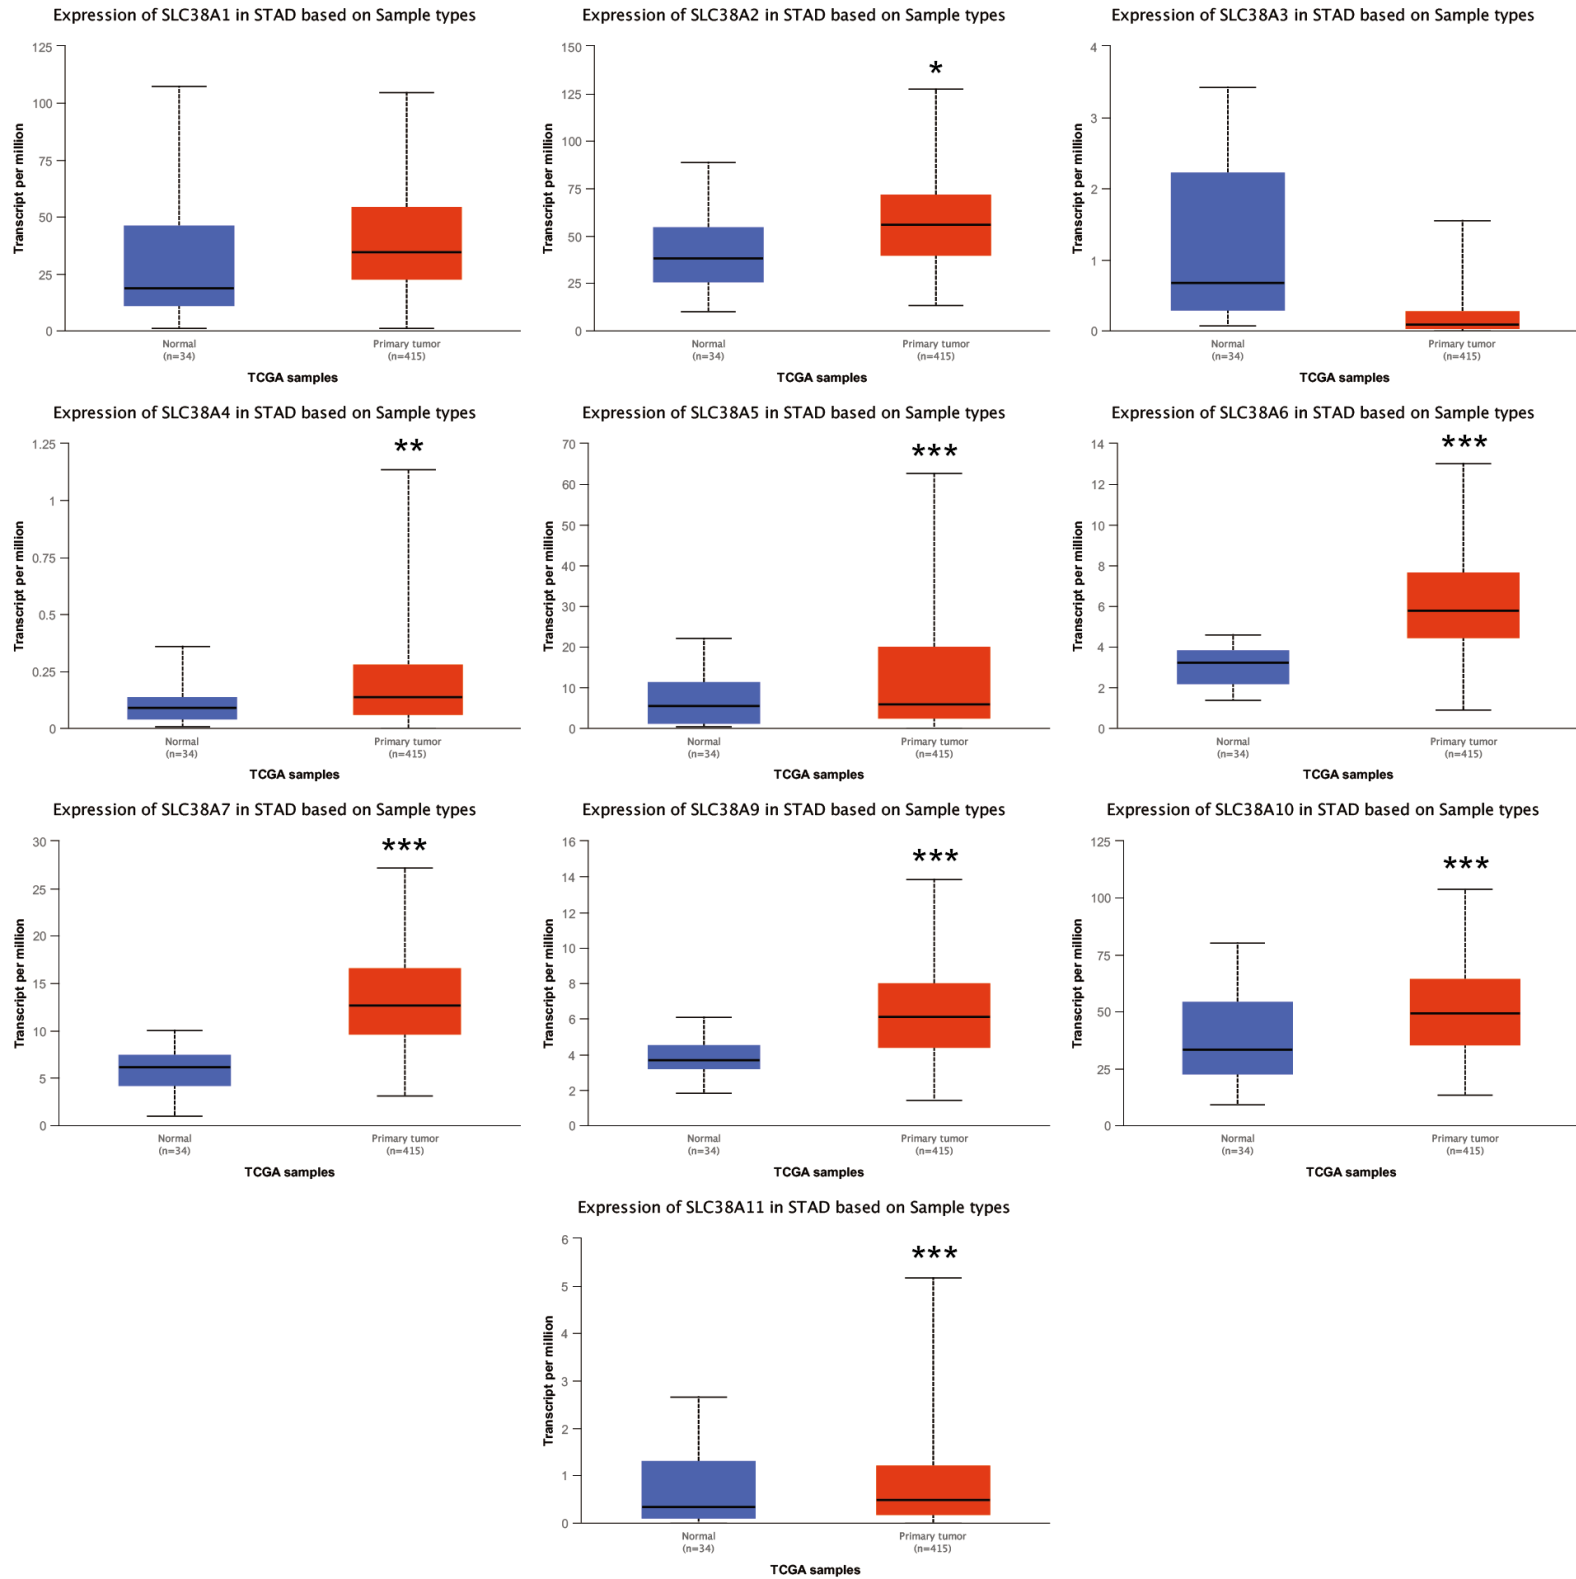 Expression of SLC38A1 in STAD based on Sample types
125
100
75
50
25
0
Transcript per million
Normal
(n=34)
Primary tumor
(n=415)
TCGA samples
Expression of SLC38A2 in STAD based on Sample types
150
125
100
75
50
25
0
Transcript per million
*
Normal
(n=34)
Primary tumor
(n=415)
TCGA samples
Expression of SLC38A3 in STAD based on Sample types
4
3
2
1
0
Transcript per million
Normal
(n=34)
Primary tumor
(n=415)
TCGA samples
Expression of SLC38A4 in STAD based on Sample types
1.25
1
0.75
0.5
0.25
0
Transcript per million
**
Normal
(n=34)
Primary tumor
(n=415)
TCGA samples
Expression of SLC38A5 in STAD based on Sample types
70
60
50
40
30
20
10
0
Transcript per million
***
Normal
(n=34)
Primary tumor
(n=415)
TCGA samples
Expression of SLC38A6 in STAD based on Sample types
14
12
10
8
6
4
2
0
Transcript per million
***
Normal
(n=34)
Primary tumor
(n=415)
TCGA samples
Expression of SLC38A7 in STAD based on Sample types
30
25
20
15
10
5
0
Transcript per million
***
Normal
(n=34)
Primary tumor
(n=415)
TCGA samples
Expression of SLC38A9 in STAD based on Sample types
16
14
12
10
8
6
4
2
0
Transcript per million
***
Normal
(n=34)
Primary tumor
(n=415)
TCGA samples
Expression of SLC38A10 in STAD based on Sample types
125
100
75
50
25
0
Transcript per million
***
Normal
(n=34)
Primary tumor
(n=415)
TCGA samples
Expression of SLC38A11 in STAD based on Sample types
6
5
4
3
2
1
0
Transcript per million
***
Normal
(n=34)
Primary tumor
(n=415)
TCGA samples